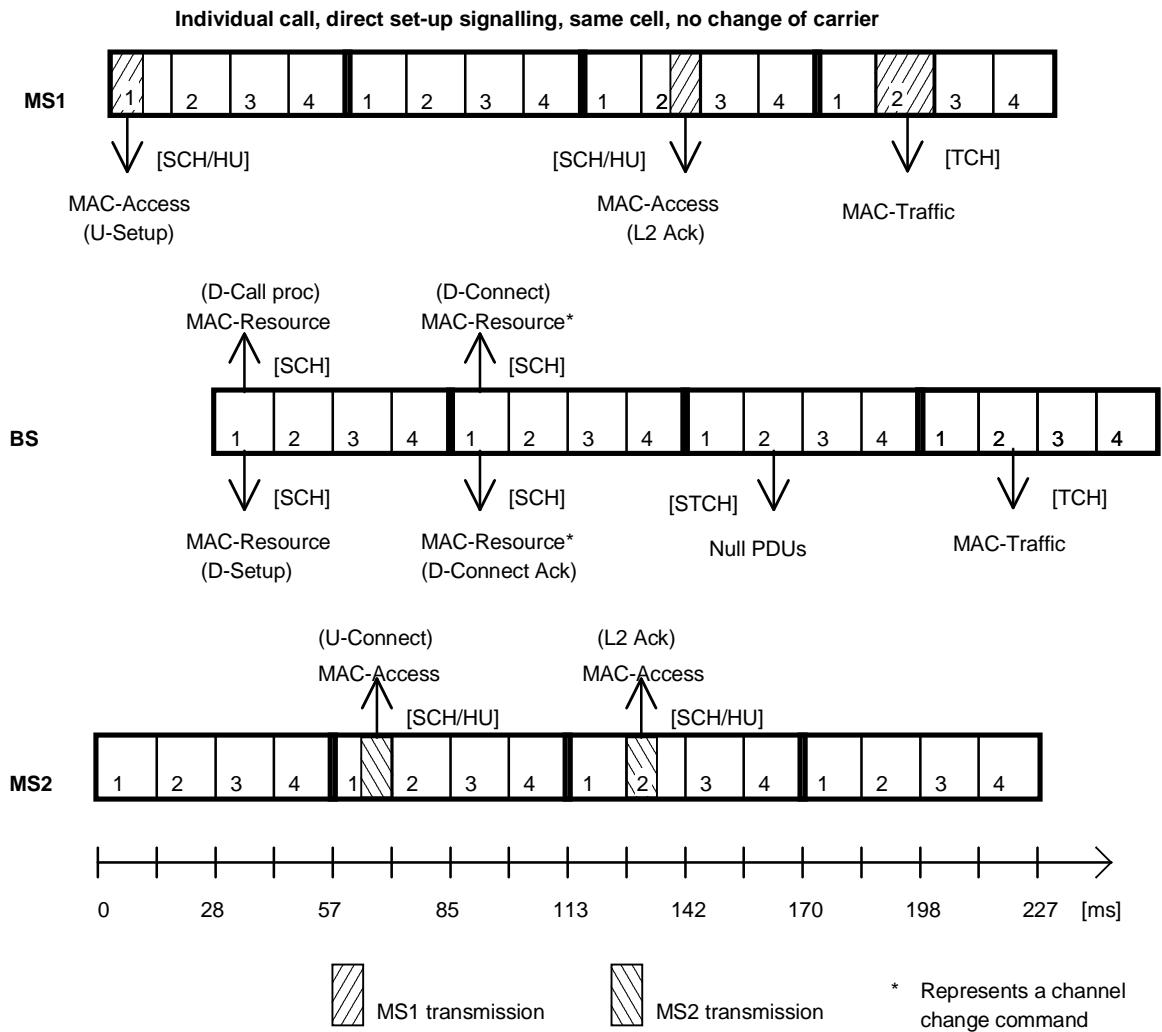 Individual call, direct set-up signalling, same cell, no change of carrier
MS1
1 2 3 4 1 2 3 4 1 2 3 4 1 2 3 4
[SCH/HU] [SCH/HU] [TCH]
MAC-Access MAC-Access MAC-Traffic
(U-Setup) (L2 Ack)
(D-Call proc) (D-Connect)
MAC-Resource MAC-Resource*
[SCH] [SCH]
BS
1 2 3 4 1 2 3 4 1 2 3 4 1 2 3 4
[SCH] [SCH] [STCH] [TCH]
MAC-Resource MAC-Resource* Null PDUs MAC-Traffic
(D-Setup) (D-Connect Ack)
(U-Connect) (L2 Ack)
MAC-Access MAC-Access
[SCH/HU] [SCH/HU]
MS2
1 2 3 4 1 2 3 4 1 2 3 4 1 2 3 4
0 28 57 85 113 142 170 198 227 [ms]
MS1 transmission MS2 transmission * Represents a channel
change command